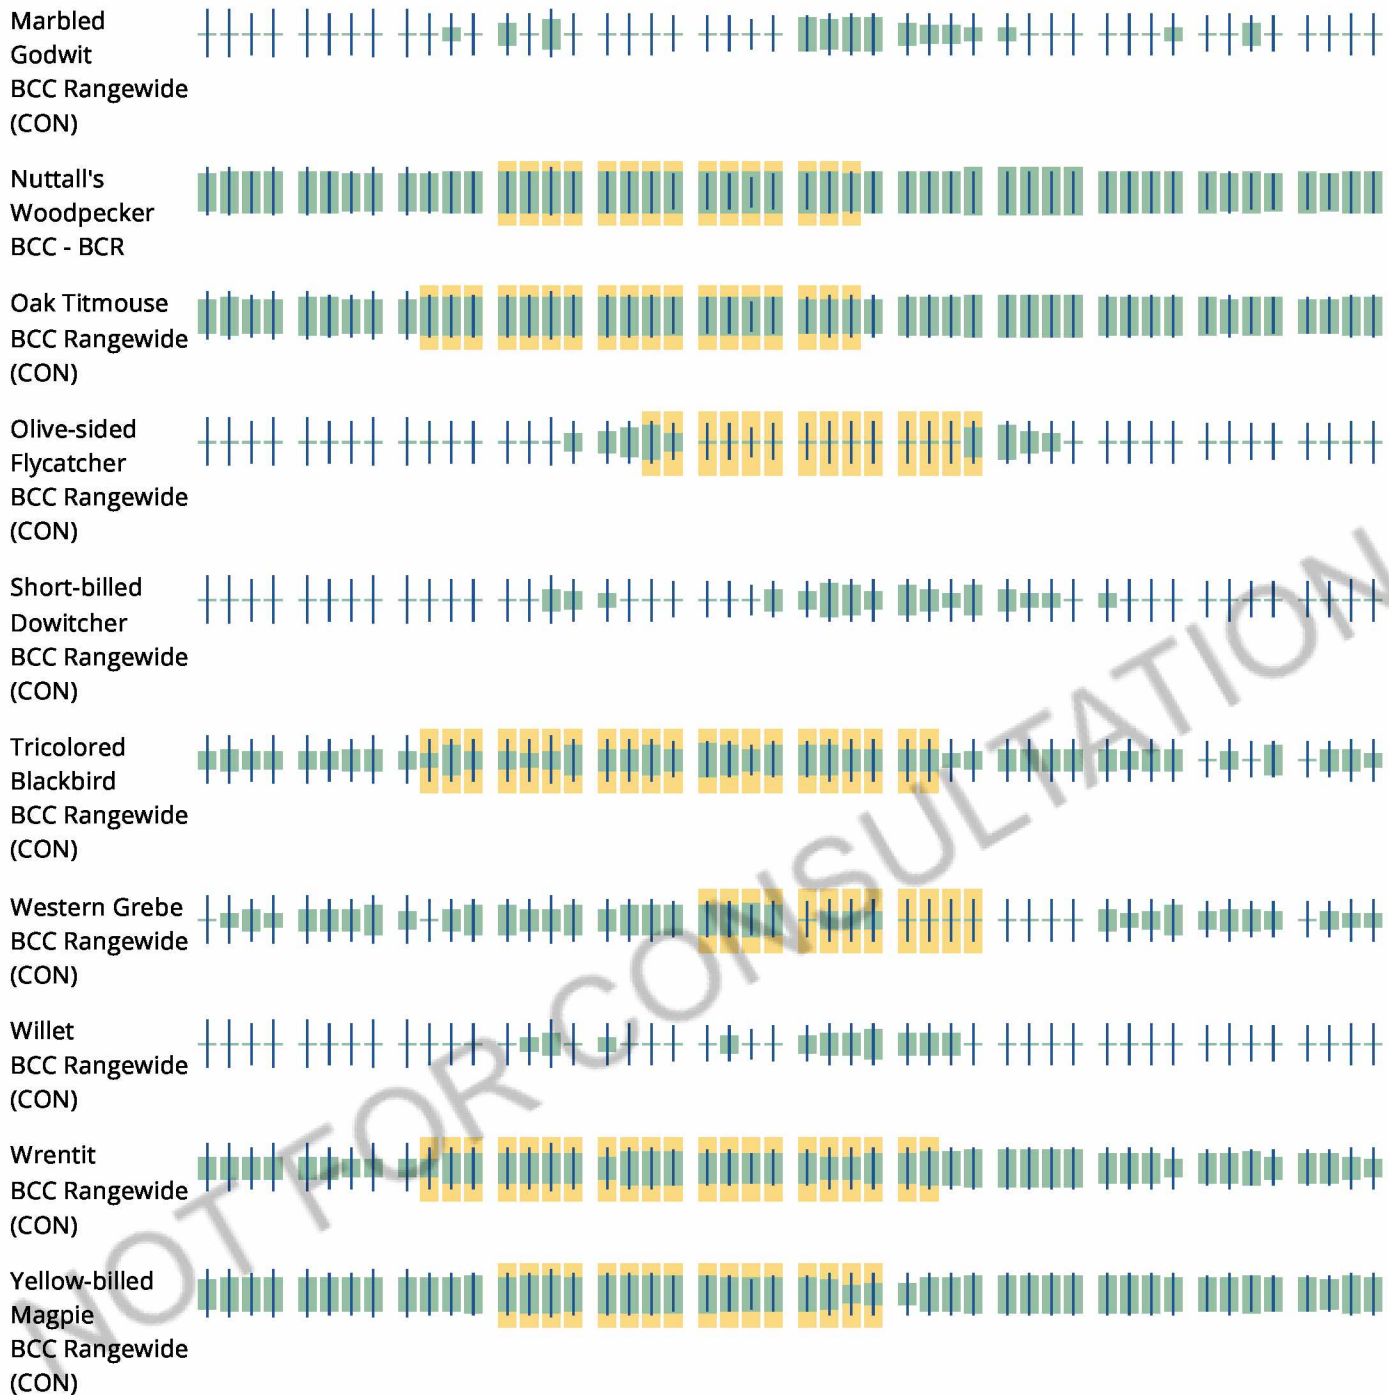 Marbled
Godwit
BCC Rangewide
(CON)
Nuttall's
Woodpecker
BCC - BCR
Oak Titmouse
BCC Rangewide
(CON)
Olive-sided
Flycatcher
BCC Rangewide
(CON)
Short-billed
Dowitcher
BCC Rangewide
(CON)
Tricolored
Blackbird
BCC Rangewide
(CON)
Western Grebe
BCC Rangewide
(CON)
Willet
BCC Rangewide
(CON)
Wrentit
BCC Rangewide
(CON)
Yellow-billed
Magpie
BCC Rangewide
(CON)
NOT FOR CONSULTATION